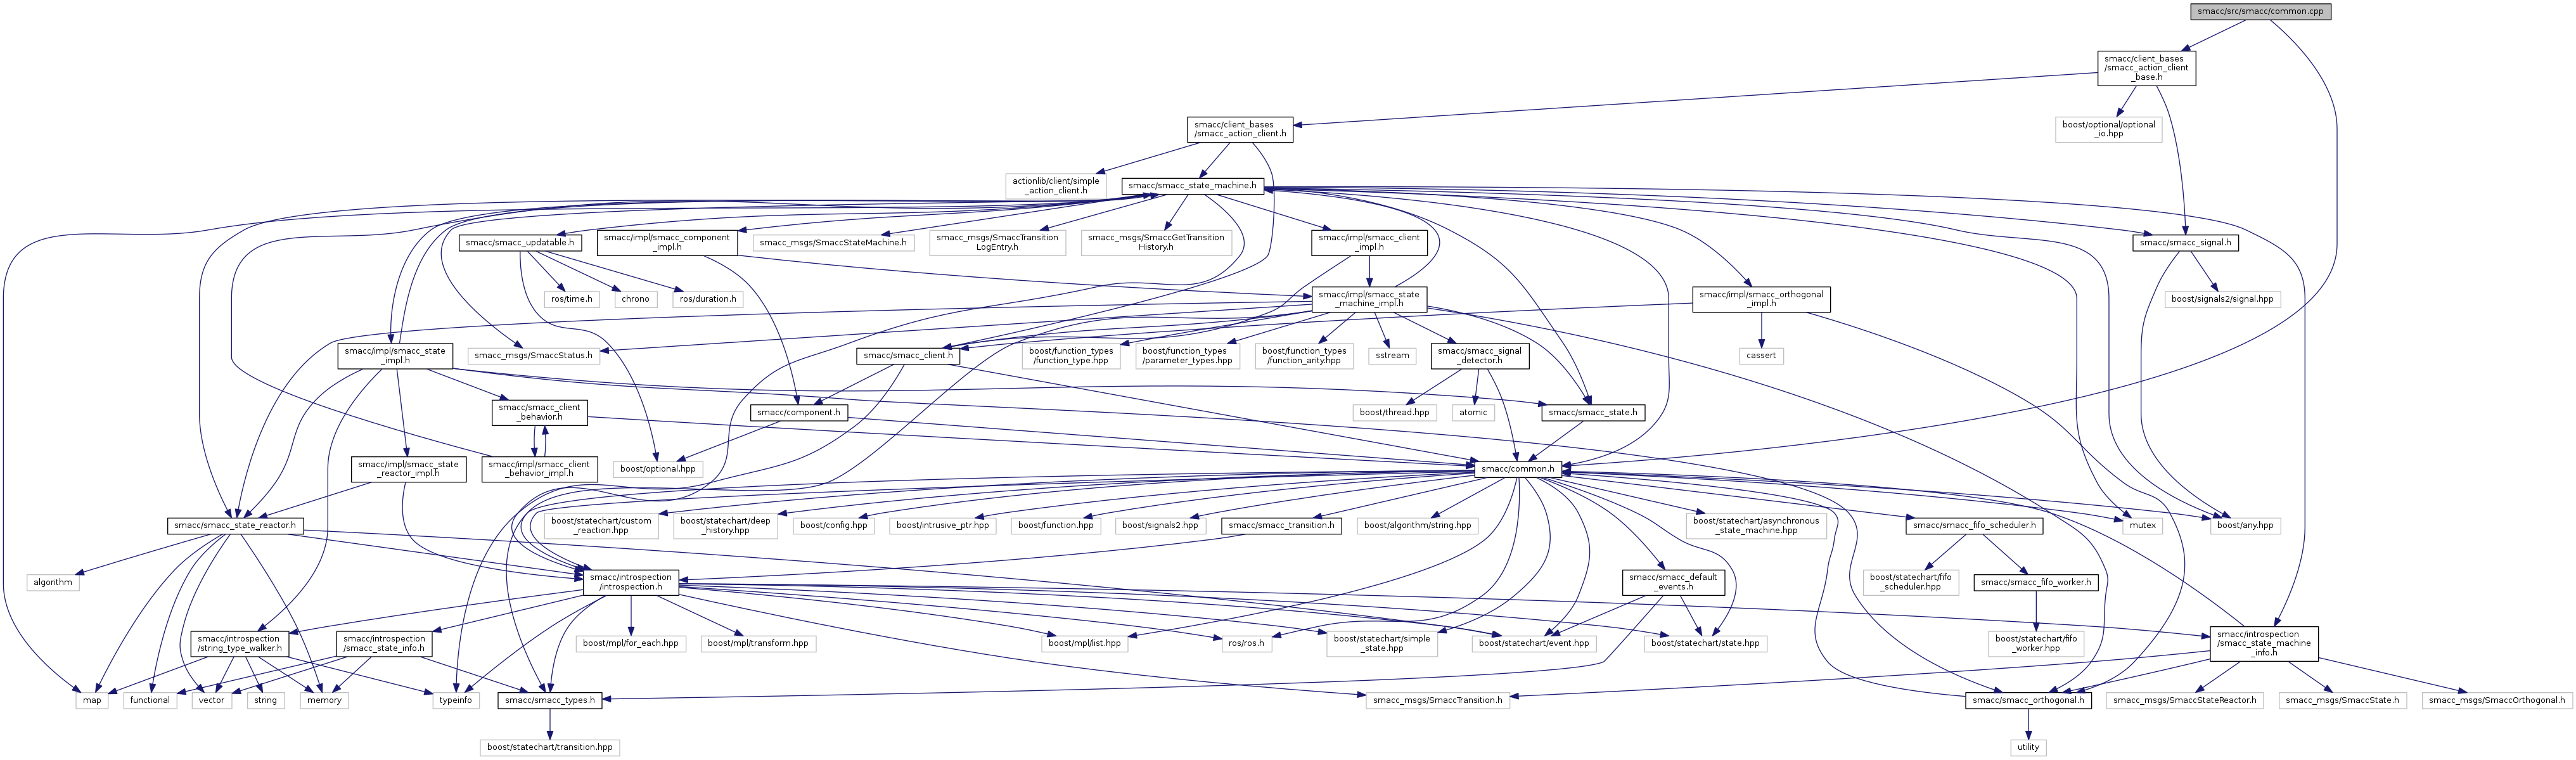 smacc/src/smacc/common.cpp
smacc/client_bases
/smacc_action_client
_base.h
smacc/client_bases
/smacc_action_client.h
boost/optional/optional
_io.hpp
actionlib/client/simple
_action_client.h
smacc/smacc_state_machine.h
smacc/smacc_updatable.h
smacc/impl/smacc_component
_impl.h
smacc_msgs/SmaccStateMachine.h
smacc_msgs/SmaccTransition
LogEntry.h
smacc_msgs/SmaccGetTransition
History.h
smacc/impl/smacc_client
_impl.h
smacc/smacc_signal.h
ros/time.h
chrono
ros/duration.h
smacc/impl/smacc_state
_machine_impl.h
smacc/impl/smacc_orthogonal
_impl.h
boost/signals2/signal.hpp
smacc/impl/smacc_state
_impl.h
smacc_msgs/SmaccStatus.h
smacc/smacc_client.h
boost/function_types
/function_type.hpp
boost/function_types
/parameter_types.hpp
boost/function_types
/function_arity.hpp
sstream
smacc/smacc_signal
_detector.h
cassert
smacc/smacc_client
_behavior.h
smacc/component.h
boost/thread.hpp
atomic
smacc/smacc_state.h
smacc/impl/smacc_state
_reactor_impl.h
smacc/impl/smacc_client
_behavior_impl.h
boost/optional.hpp
smacc/common.h
smacc/smacc_state_reactor.h
boost/statechart/custom
_reaction.hpp
boost/statechart/deep
_history.hpp
boost/config.hpp
boost/intrusive_ptr.hpp
boost/function.hpp
boost/signals2.hpp
smacc/smacc_transition.h
boost/algorithm/string.hpp
boost/statechart/asynchronous
_state_machine.hpp
smacc/smacc_fifo_scheduler.h
mutex
boost/any.hpp
algorithm
smacc/introspection
/introspection.h
smacc/smacc_default
_events.h
boost/statechart/fifo
_scheduler.hpp
smacc/smacc_fifo_worker.h
smacc/introspection
/string_type_walker.h
smacc/introspection
/smacc_state_info.h
boost/mpl/for_each.hpp
boost/mpl/transform.hpp
boost/mpl/list.hpp
ros/ros.h
boost/statechart/simple
_state.hpp
boost/statechart/event.hpp
boost/statechart/state.hpp
boost/statechart/fifo
_worker.hpp
smacc/introspection
/smacc_state_machine
_info.h
map
functional
vector
string
memory
typeinfo
smacc/smacc_types.h
smacc_msgs/SmaccTransition.h
smacc/smacc_orthogonal.h
smacc_msgs/SmaccStateReactor.h
smacc_msgs/SmaccState.h
smacc_msgs/SmaccOrthogonal.h
boost/statechart/transition.hpp
utility